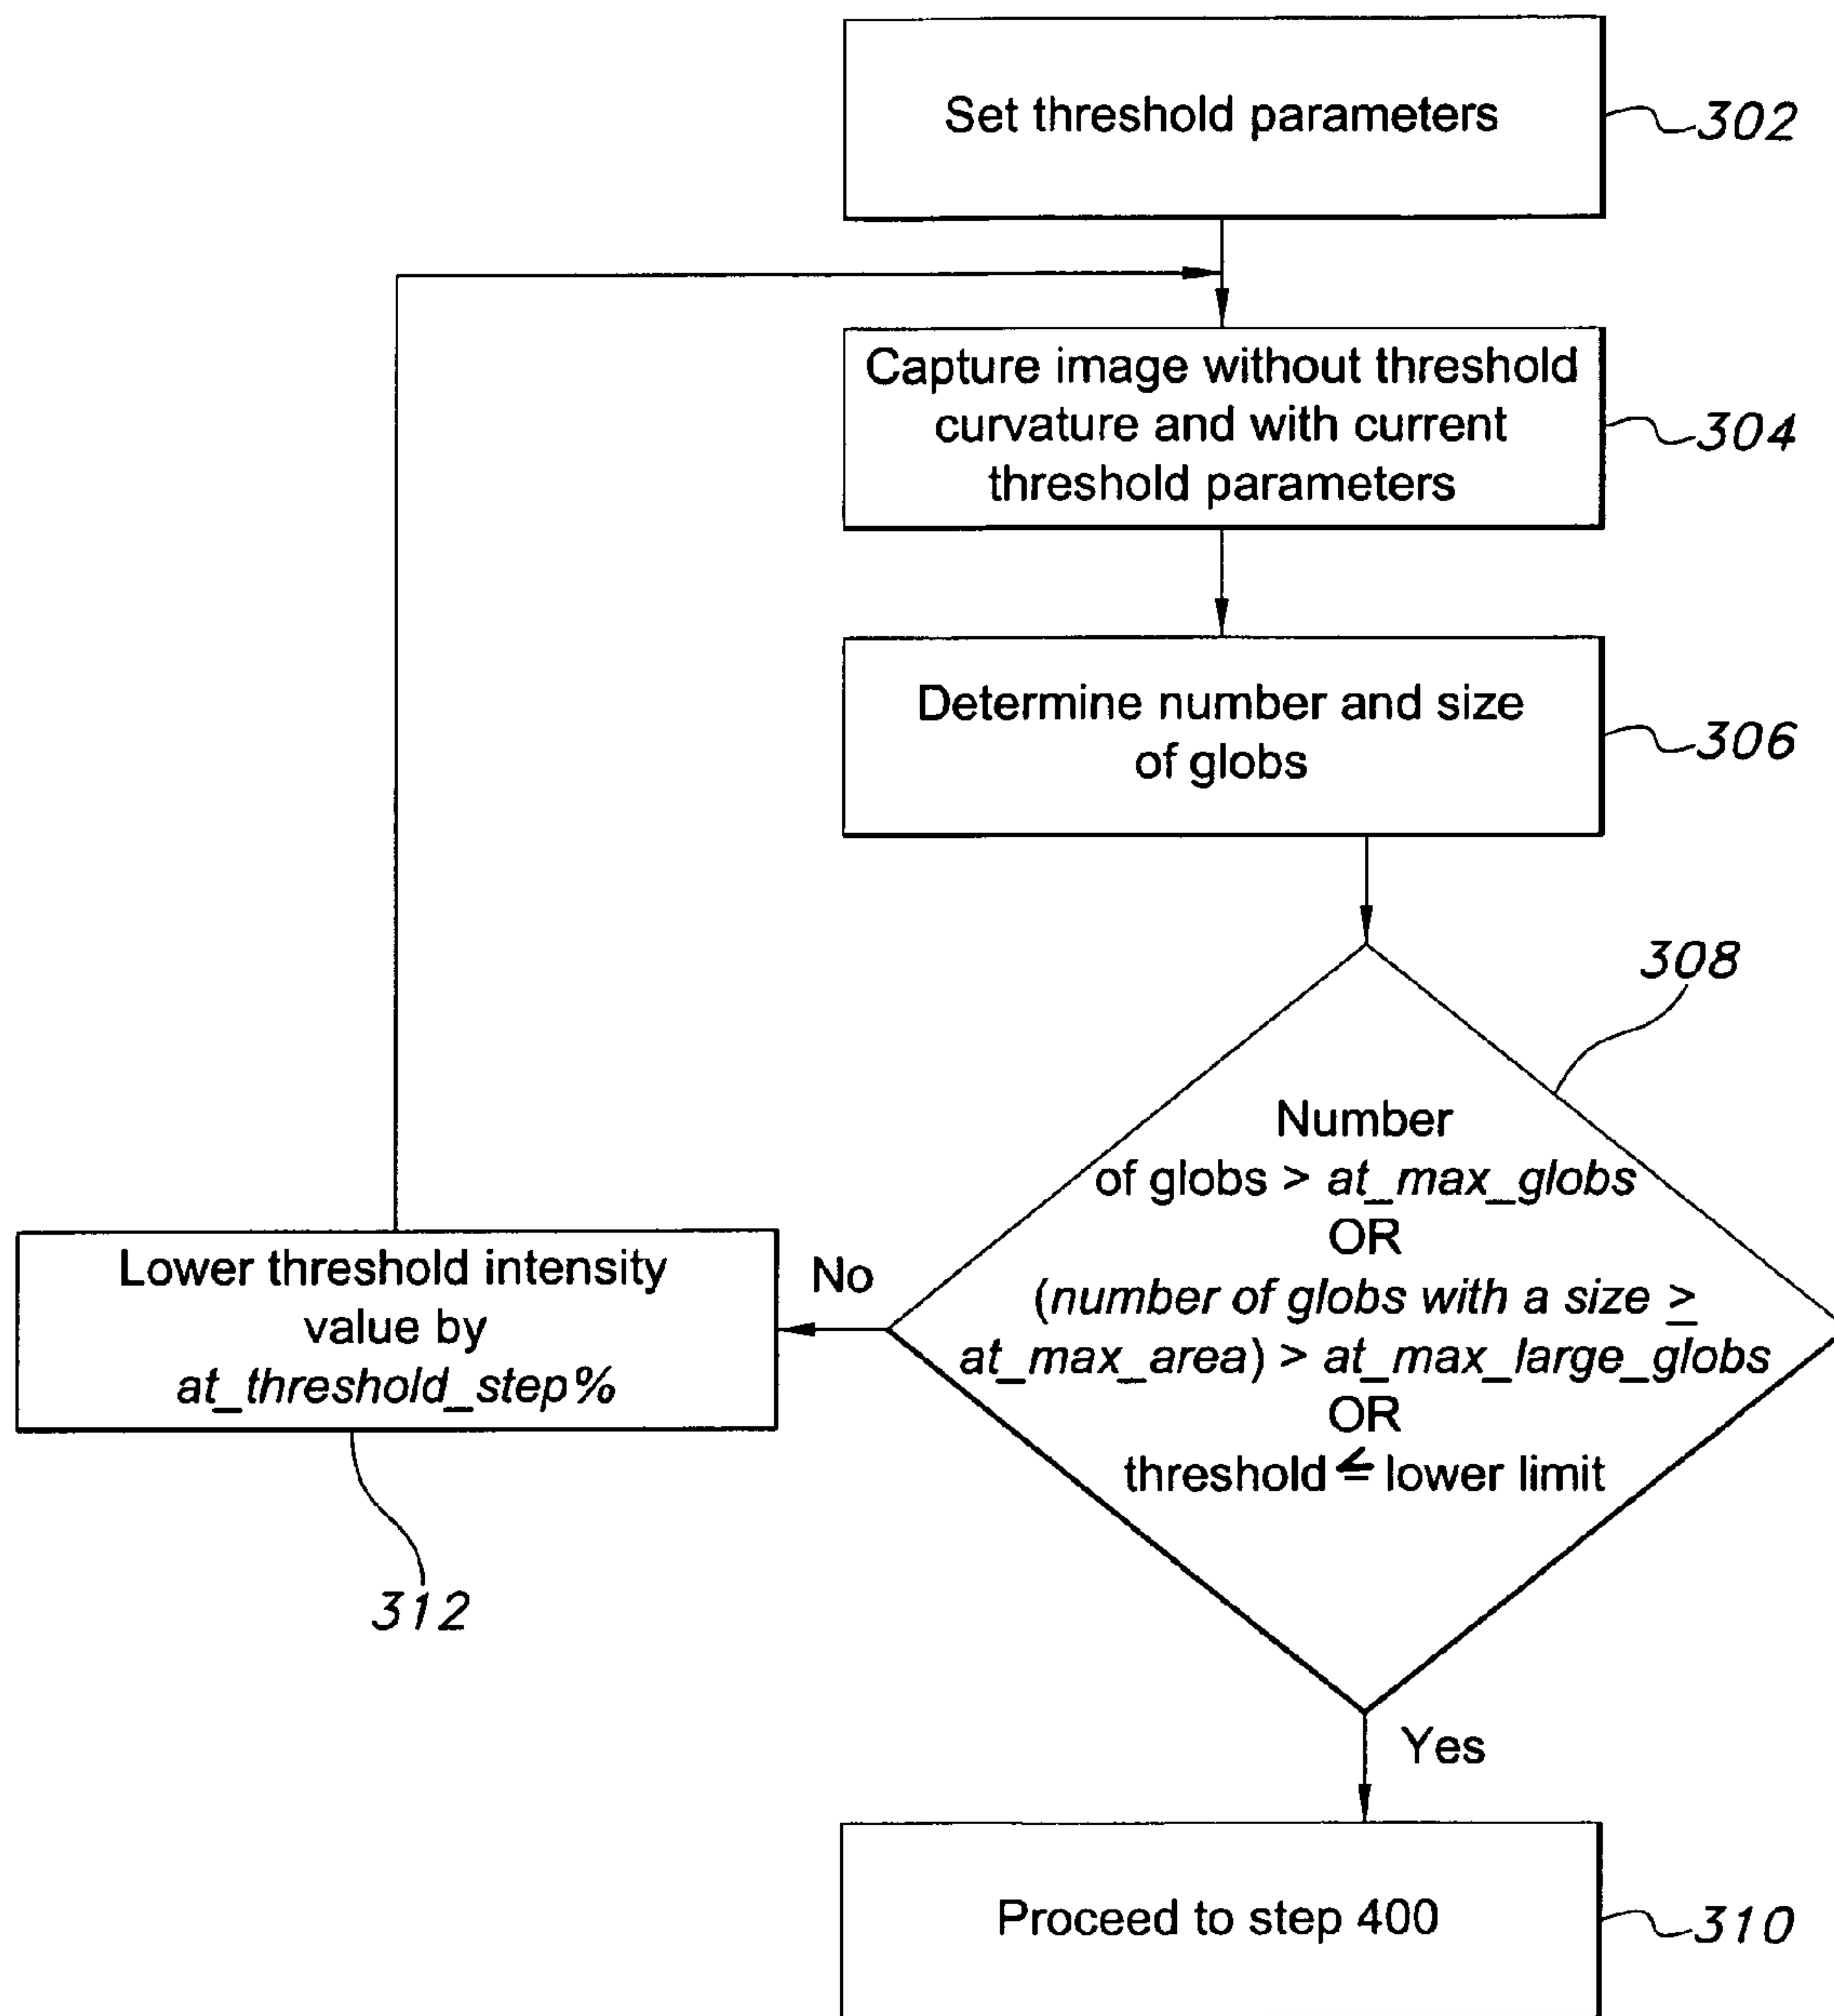 Set threshold parameters
302
Capture image without threshold
curvature and with current
threshold parameters
304
Determine number and size
of globs
306
308
Number
of globs > at_max_globs
OR
(number of globs with a size ≥
at_max_area) > at_max_large_globs
OR
threshold ≤ lower limit
No
Lower threshold intensity
value by
at_threshold_step%
312
Yes
Proceed to step 400
310